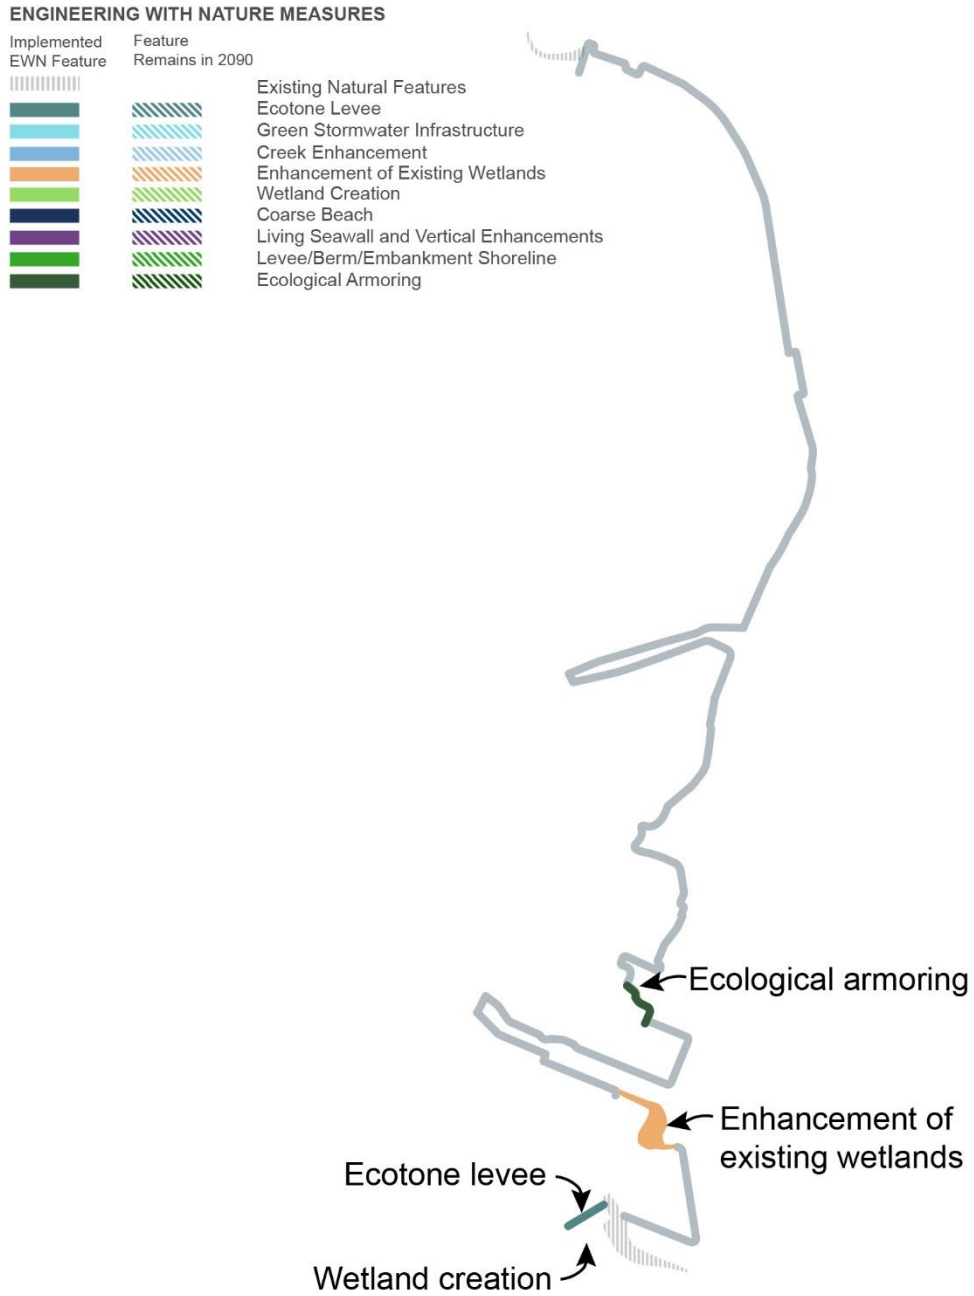 ENGINEERING WITH NATURE MEASURES
Implemented
EWN Feature
Feature
Remains in 2090
Existing Natural Features
Ecotone Levee
Green Stormwater Infrastructure
Creek Enhancement
Enhancement of Existing Wetlands
Wetland Creation
Coarse Beach
Living Seawall and Vertical Enhancements
Levee/Berm/Embankment Shoreline
Ecological Armoring
Ecological armoring
Enhancement of
existing wetlands
Ecotone levee
Wetland creation